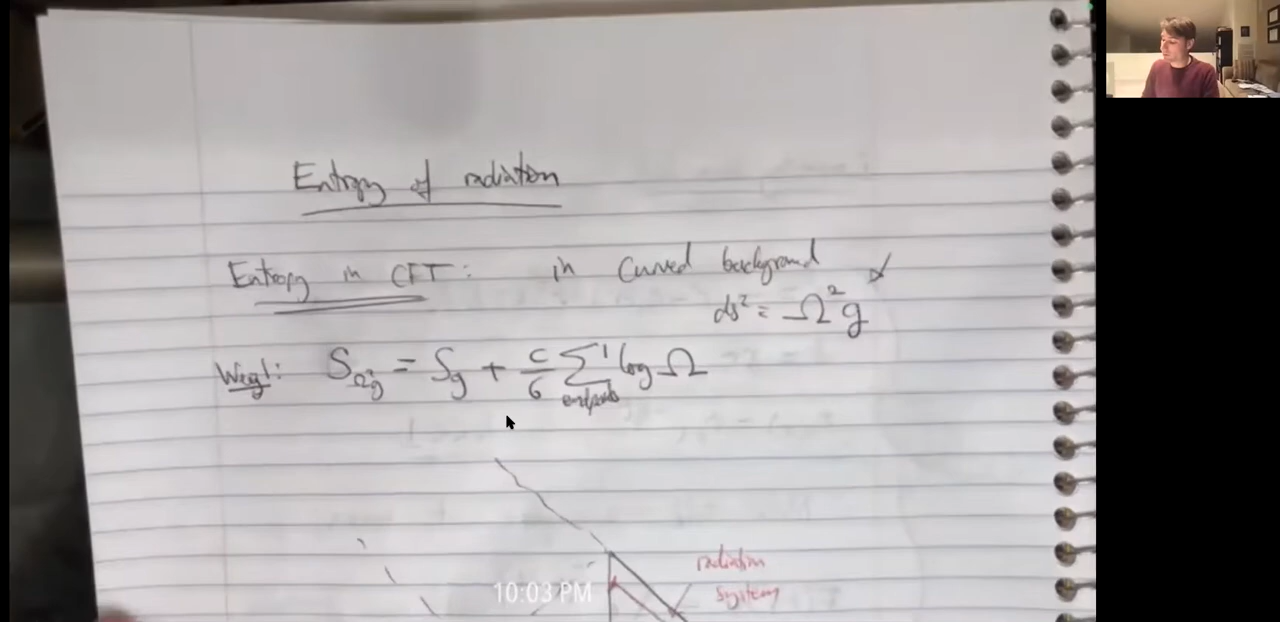 Entropy of radiation
Entropy in CFT: in curved background
ds² = Ω²g
Weyl: S_Ω²g = S_g + c/6 Σ log Ω
endpoints
radiation
system
10:03 PM